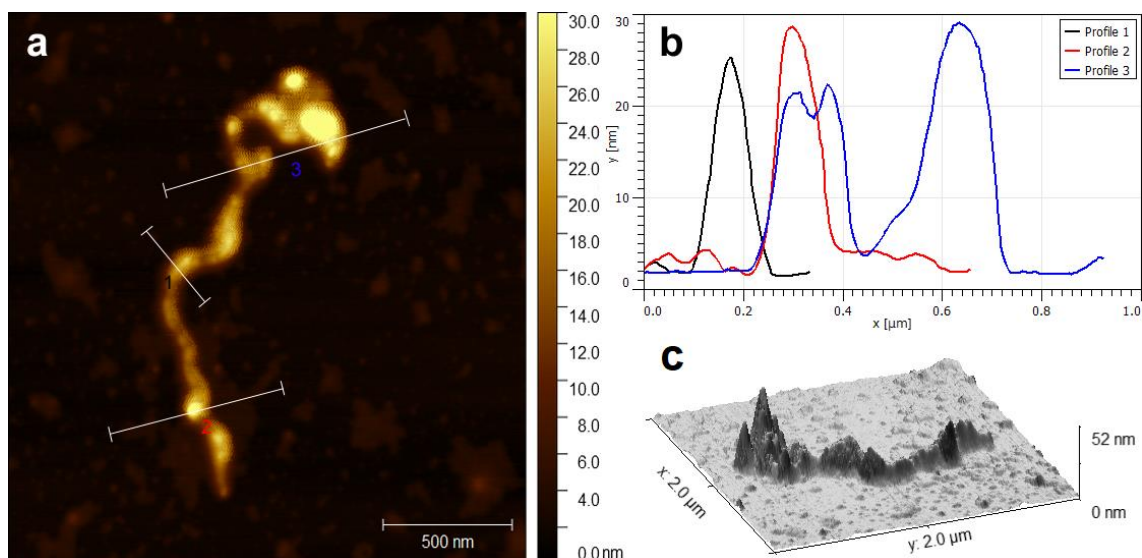 a
3
1
2
500 nm
30.0 nm
26.0
24.0
22.0
20.0
18.0
16.0
14.0
12.0
10.0
8.0
6.0
4.0
0.0 nm
b
30
20
10
0
y [nm]
0.0 0.2 0.4 0.6 0.8 1.0
x [µm]
Profile 1
Profile 2
Profile 3
c
52 nm
0 nm
x: 2.0 µm
y: 2.0 µm